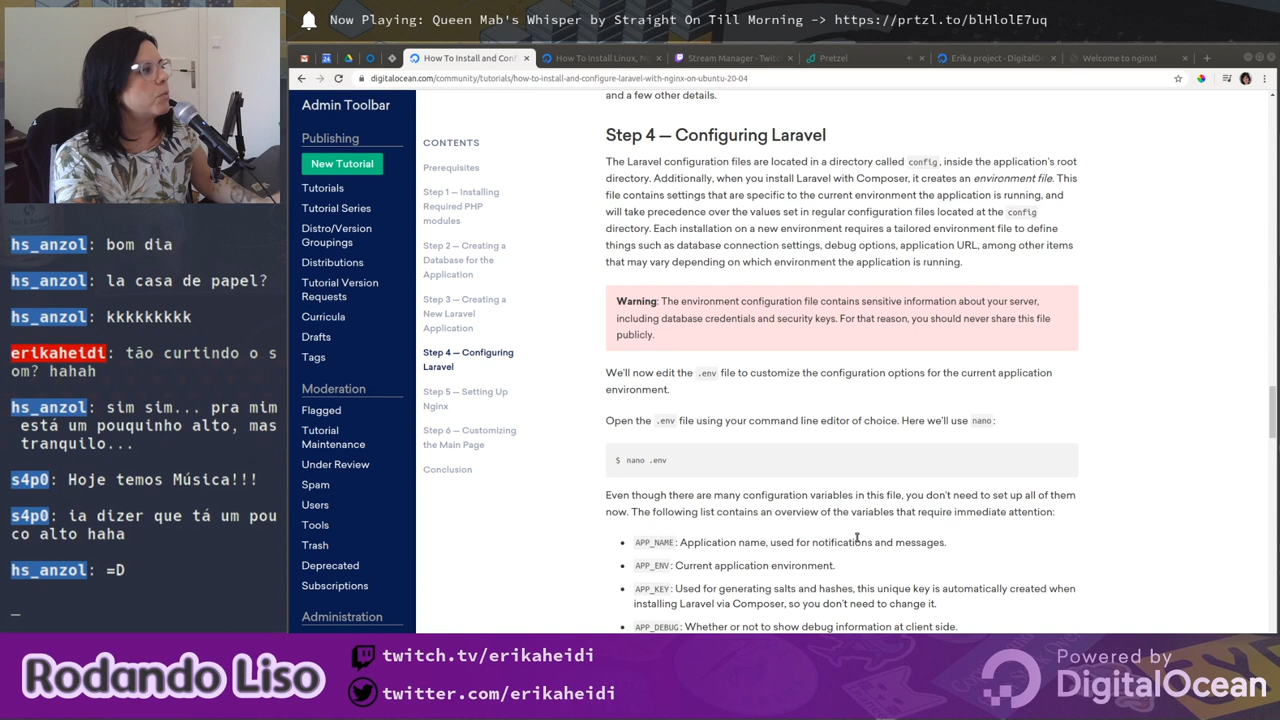 Now Playing: Queen Mab's Whisper by Straight On Till Morning -> https://prtzl.to/blHlolE7uq
How To Install and Conf
How To Install Linux, N
Stream Manager - Twitc
Pretzel
Erika project - DigitalO
Welcome to nginx!
digitalocean.com/community/tutorials/how-to-install-and-configure-laravel-with-nginx-on-ubuntu-20-04
Admin Toolbar
Publishing
New Tutorial
Tutorials
Tutorial Series
Distro/Version
Groupings
Distributions
Tutorial Version
Requests
Curricula
Drafts
Tags
Moderation
Flagged
Tutorial
Maintenance
Under Review
Spam
Users
Tools
Trash
Deprecated
Subscriptions
Administration
CONTENTS
Prerequisites
Step 1 — Installing
Required PHP
modules
Step 2 — Creating a
Database for the
Application
Step 3 — Creating a
New Laravel
Application
Step 4 — Configuring
Laravel
Step 5 — Setting Up
Nginx
Step 6 — Customizing
the Main Page
Conclusion
and a few other details.
Step 4 — Configuring Laravel
The Laravel configuration files are located in a directory called config, inside the application's root
directory. Additionally, when you install Laravel with Composer, it creates an environment file. This
file contains settings that are specific to the current environment the application is running, and
will take precedence over the values set in regular configuration files located at the config
directory. Each installation on a new environment requires a tailored environment file to define
things such as database connection settings, debug options, application URL, among other items
that may vary depending on which environment the application is running.
Warning: The environment configuration file contains sensitive information about your server,
including database credentials and security keys. For that reason, you should never share this file
publicly.
We'll now edit the .env file to customize the configuration options for the current application
environment.
Open the .env file using your command line editor of choice. Here we'll use nano:
$ nano .env
Even though there are many configuration variables in this file, you don't need to set up all of them
now. The following list contains an overview of the variables that require immediate attention:
• APP_NAME: Application name, used for notifications and messages.
• APP_ENV: Current application environment.
• APP_KEY: Used for generating salts and hashes, this unique key is automatically created when
installing Laravel via Composer, so you don't need to change it.
• APP_DEBUG: Whether or not to show debug information at client side.
hs_anzol: bom dia
hs_anzol: la casa de papel?
hs_anzol: kkkkkkkkk
erikaheidi: tão curtindo o s
om? hahah
hs_anzol: sim sim... pra mim
está um pouquinho alto, mas
tranquilo...
s4p0: Hoje temos Música!!!
s4p0: ia dizer que tá um pou
co alto haha
hs_anzol: =D
Rodando Liso
twitch.tv/erikaheidi
twitter.com/erikaheidi
Powered by
DigitalOcean